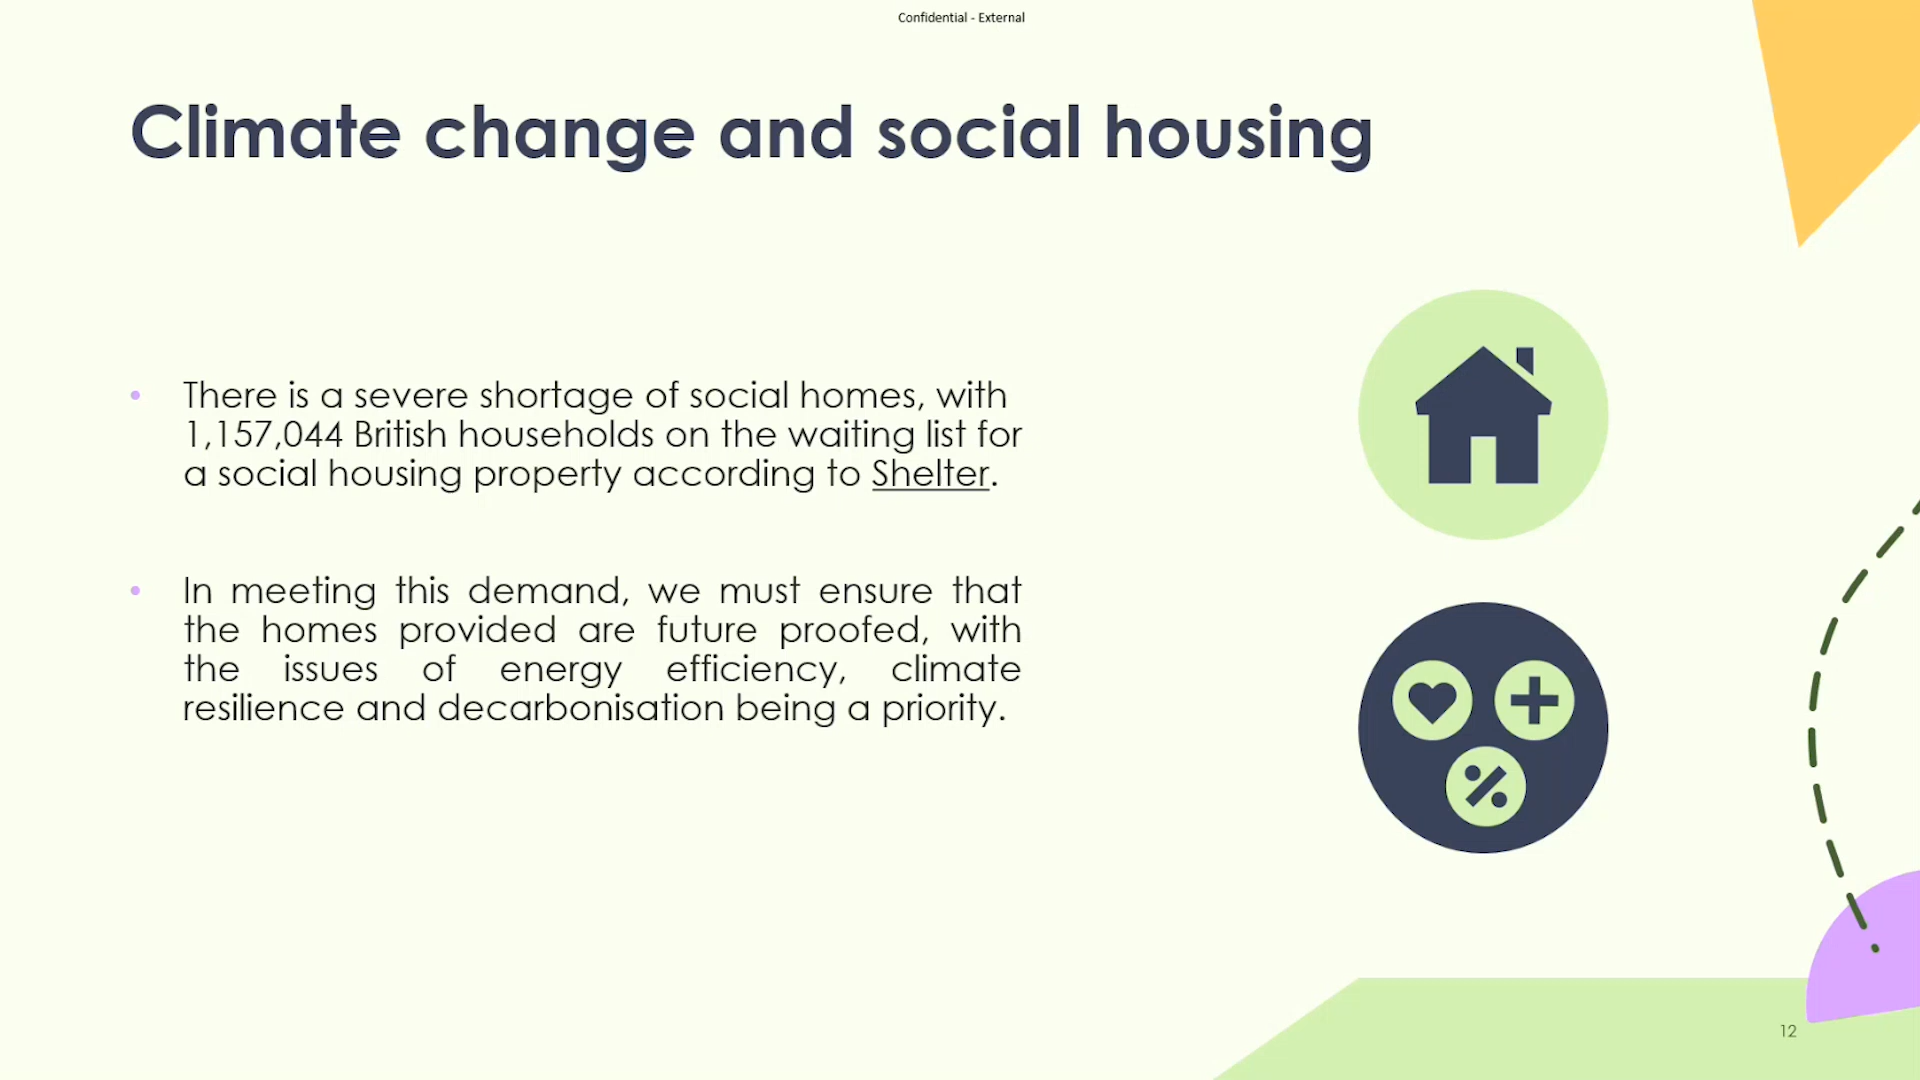 Confidential - External
Climate change and social housing
• There is a severe shortage of social homes, with
1,157,044 British households on the waiting list for
a social housing property according to Shelter.
• In meeting this demand, we must ensure that
the homes provided are future proofed, with
the issues of energy efficiency, climate
resilience and decarbonisation being a priority.
%
12